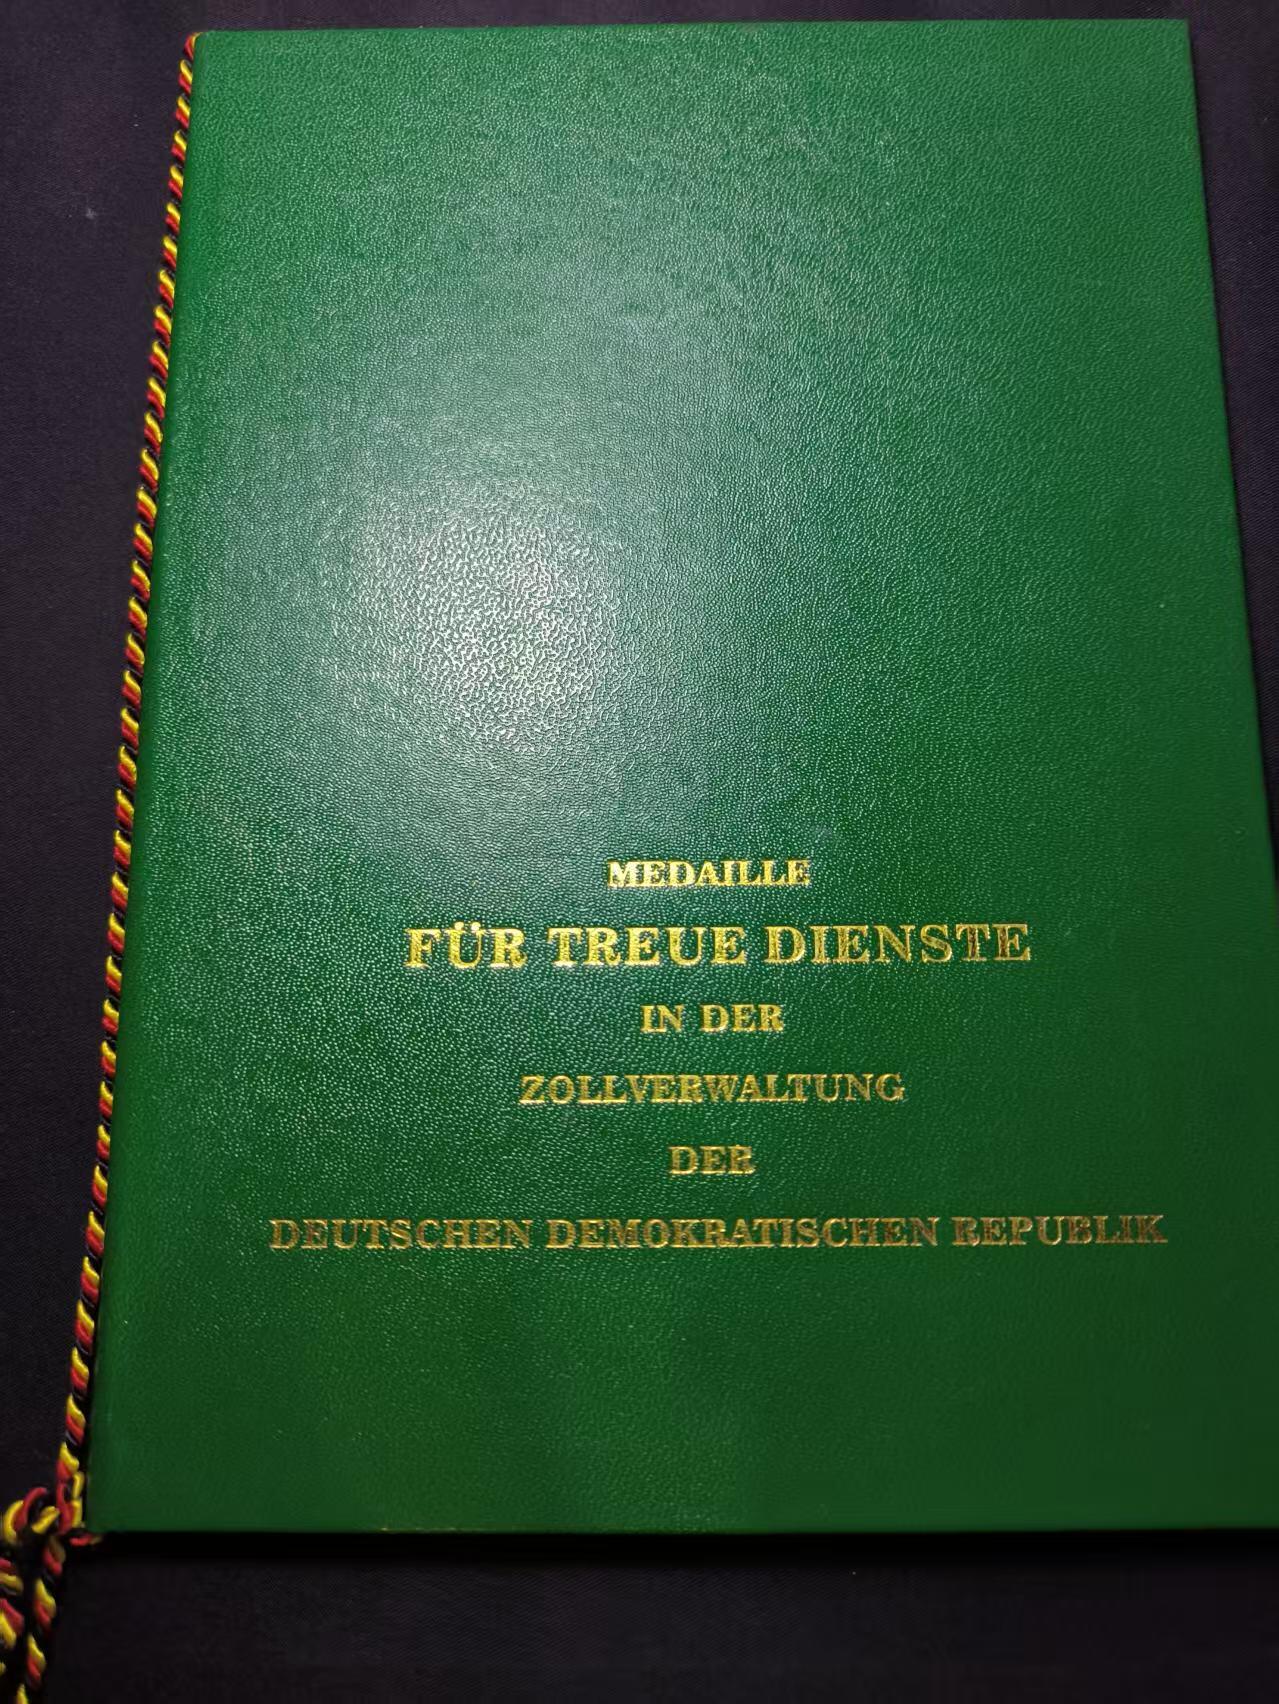 MEDAILLE
FÜR TREUE DIENSTE
IN DER
ZOLLVERWALTUNG
DER
DEUTSCHEN DEMOKRATISCHEN REPUBLIK